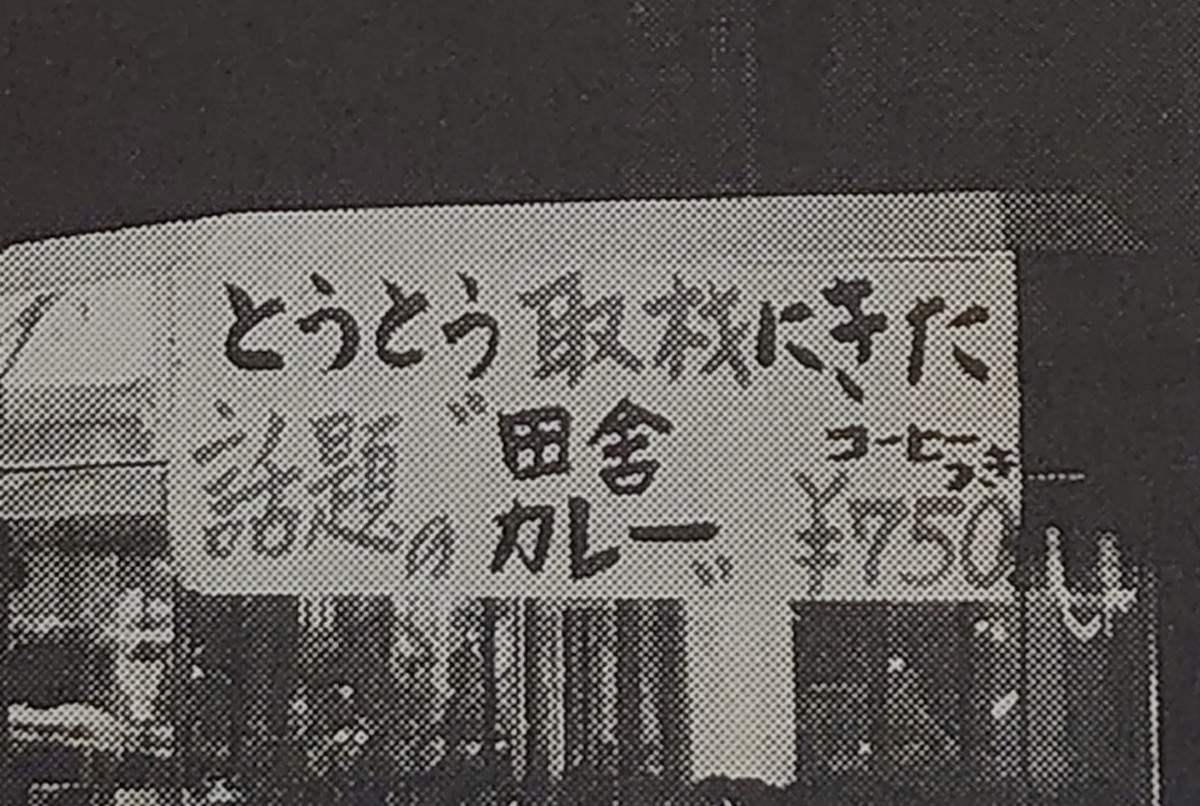 とうとう取材にきた
話題の"田舎
カレー"
コーヒー
つき
¥750